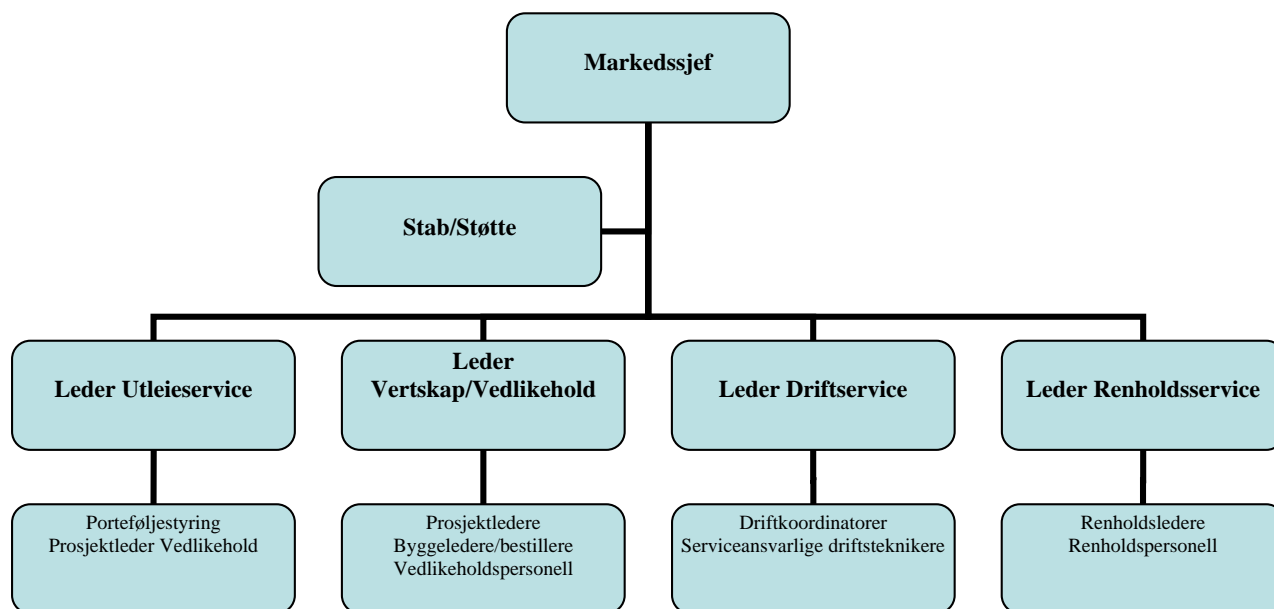 Markedssjef
Stab/Støtte
Leder Utleieservice
Leder
Vertskap/Vedlikehold
Leder Driftservice
Leder Renholdsservice
Porteføljestyring
Prosjektleder Vedlikehold
Prosjektledere
Byggeledere/bestillere
Vedlikeholdspersonell
Driftkoordinatorer
Serviceansvarlige driftsteknikere
Renholdsledere
Renholdspersonell